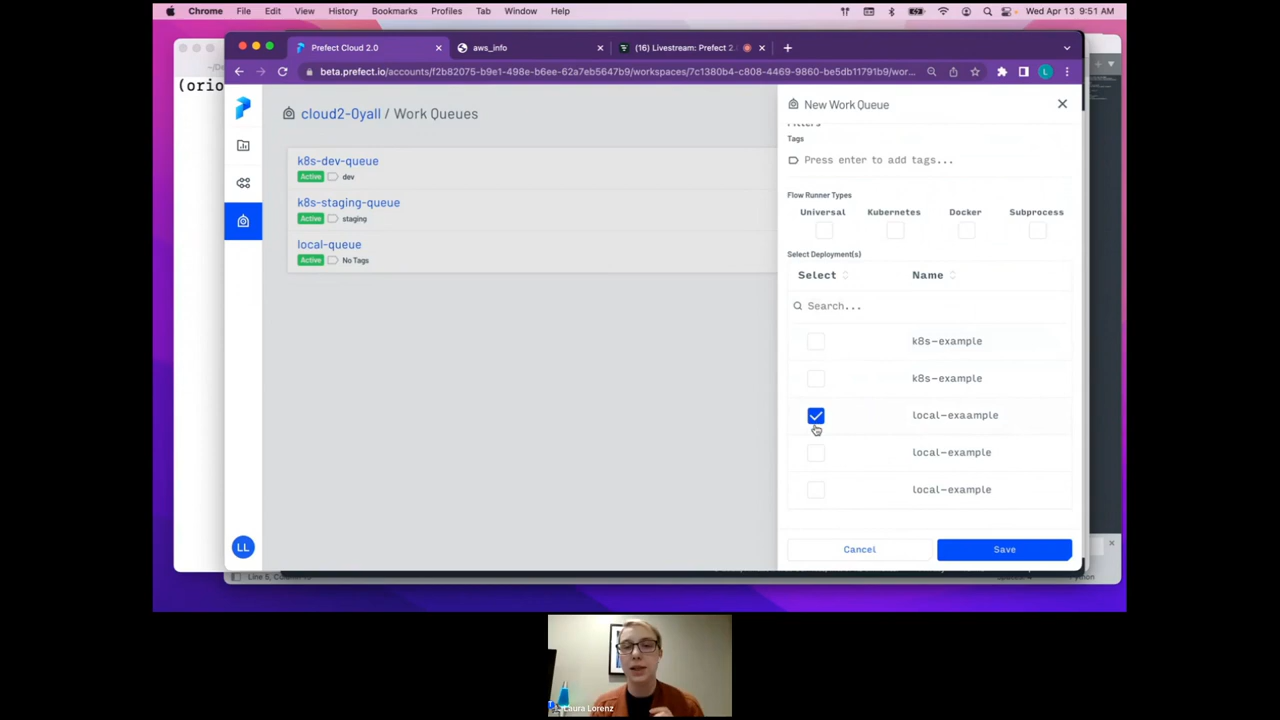 Chrome File Edit View History Bookmarks Profiles Tab Window Help Wed Apr 13 9:51 AM
Prefect Cloud 2.0 aws_info (16) Livestream: Prefect 2.
beta.prefect.io/accounts/f2b82075-b9e1-498e-b6ee-62a7eb5647b9/workspaces/7c1380b4-c808-4469-9860-be5db11791b9/wor... L
(orio
cloud2-0yall / Work Queues
New Work Queue
k8s-dev-queue
Active dev
k8s-staging-queue
Active staging
local-queue
Active No Tags
Filters
Tags
Press enter to add tags...
Flow Runner Types
Universal Kubernetes Docker Subprocess
Select Deployment(s)
Select Name
Search...
k8s-example
k8s-example
local-exaample
local-example
local-example
Cancel Save
LL
Laura Lorenz